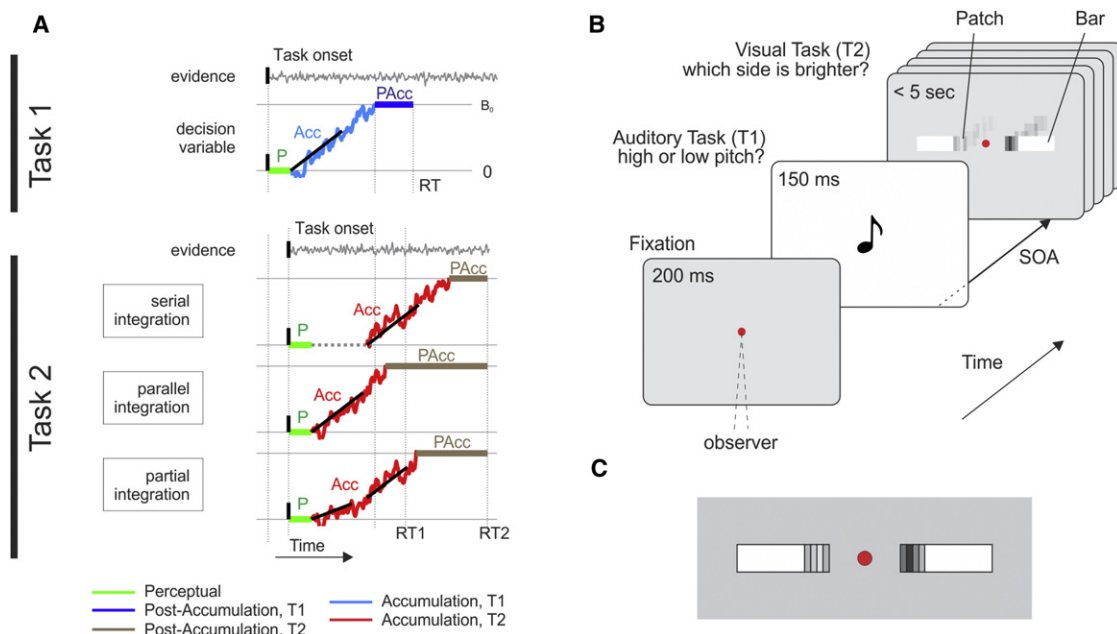 A
Task 1
Task onset
evidence
PAcc
B₀
decision
variable
Acc
P
0
RT
Task 2
Task onset
evidence
PAcc
serial
integration
P
Acc
PAcc
parallel
integration
P
Acc
PAcc
partial
integration
P
Acc
RT1
RT2
Time
Perceptual
Post-Accumulation, T1
Post-Accumulation, T2
Accumulation, T1
Accumulation, T2
B
Patch
Bar
Visual Task (T2)
which side is brighter?
< 5 sec
Auditory Task (T1)
high or low pitch?
150 ms
Fixation
200 ms
SOA
Time
observer
C